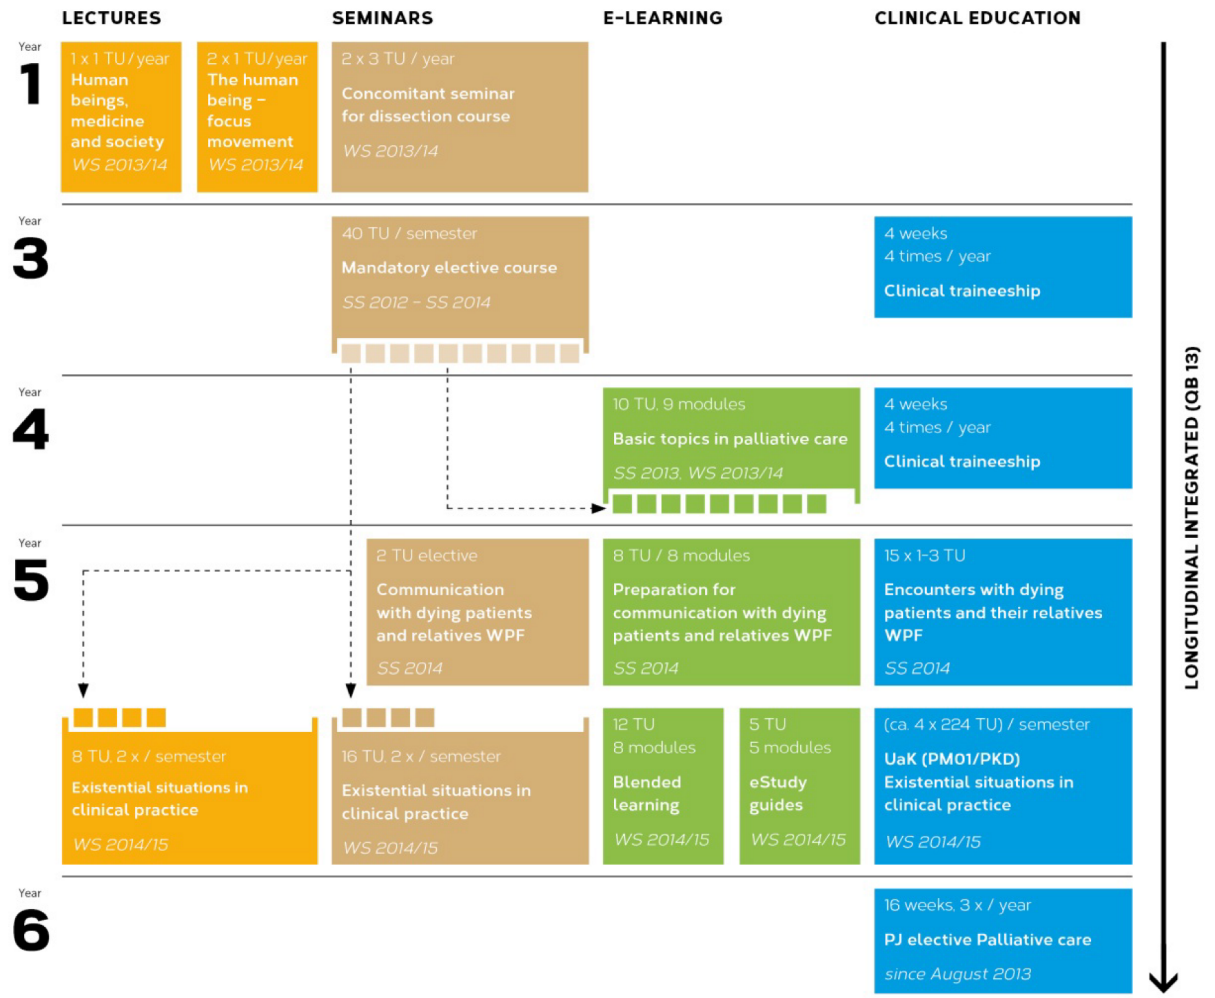 LECTURES
SEMINARS
E-LEARNING
CLINICAL EDUCATION
Year
1
1 x 1 TU/year
Human
beings,
medicine
and society
WS 2013/14
2 x 1 TU/year
The human
being –
focus
movement
WS 2013/14
2 x 3 TU / year
Concomitant seminar
for dissection course
WS 2013/14
Year
3
40 TU / semester
Mandatory elective course
SS 2012 – SS 2014
4 weeks
4 times / year
Clinical traineeship
Year
4
10 TU, 9 modules
Basic topics in palliative care
SS 2013, WS 2013/14
4 weeks
4 times / year
Clinical traineeship
Year
5
2 TU elective
Communication
with dying patients
and relatives WPF
SS 2014
8 TU / 8 modules
Preparation for
communication with dying
patients and relatives WPF
SS 2014
15 x 1-3 TU
Encounters with dying
patients and their relatives
WPF
SS 2014
8 TU, 2 x / semester
Existential situations in
clinical practice
WS 2014/15
16 TU, 2 x / semester
Existential situations in
clinical practice
WS 2014/15
12 TU
8 modules
Blended
learning
WS 2014/15
5 TU
5 modules
eStudy
guides
WS 2014/15
(ca. 4 x 224 TU) / semester
UaK (PM01/PKD)
Existential situations in
clinical practice
WS 2014/15
Year
6
16 weeks, 3 x / year
PJ elective Palliative care
since August 2013
LONGITUDINAL INTEGRATED (QB 13)